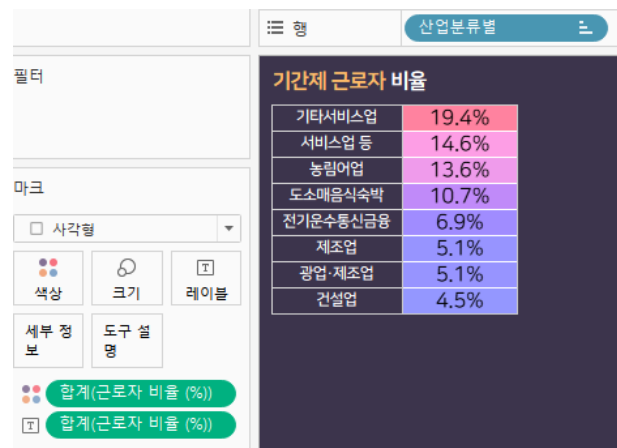 행
산업분류별
필터
기간제 근로자 비율
기타서비스업 19.4%
서비스업 등 14.6%
농림어업 13.6%
도소매음식숙박 10.7%
전기운수통신금융 6.9%
제조업 5.1%
광업·제조업 5.1%
건설업 4.5%
마크
사각형
색상
크기
T
레이블
세부 정
보
도구 설
명
합계(근로자 비율 (%))
T 합계(근로자 비율 (%))